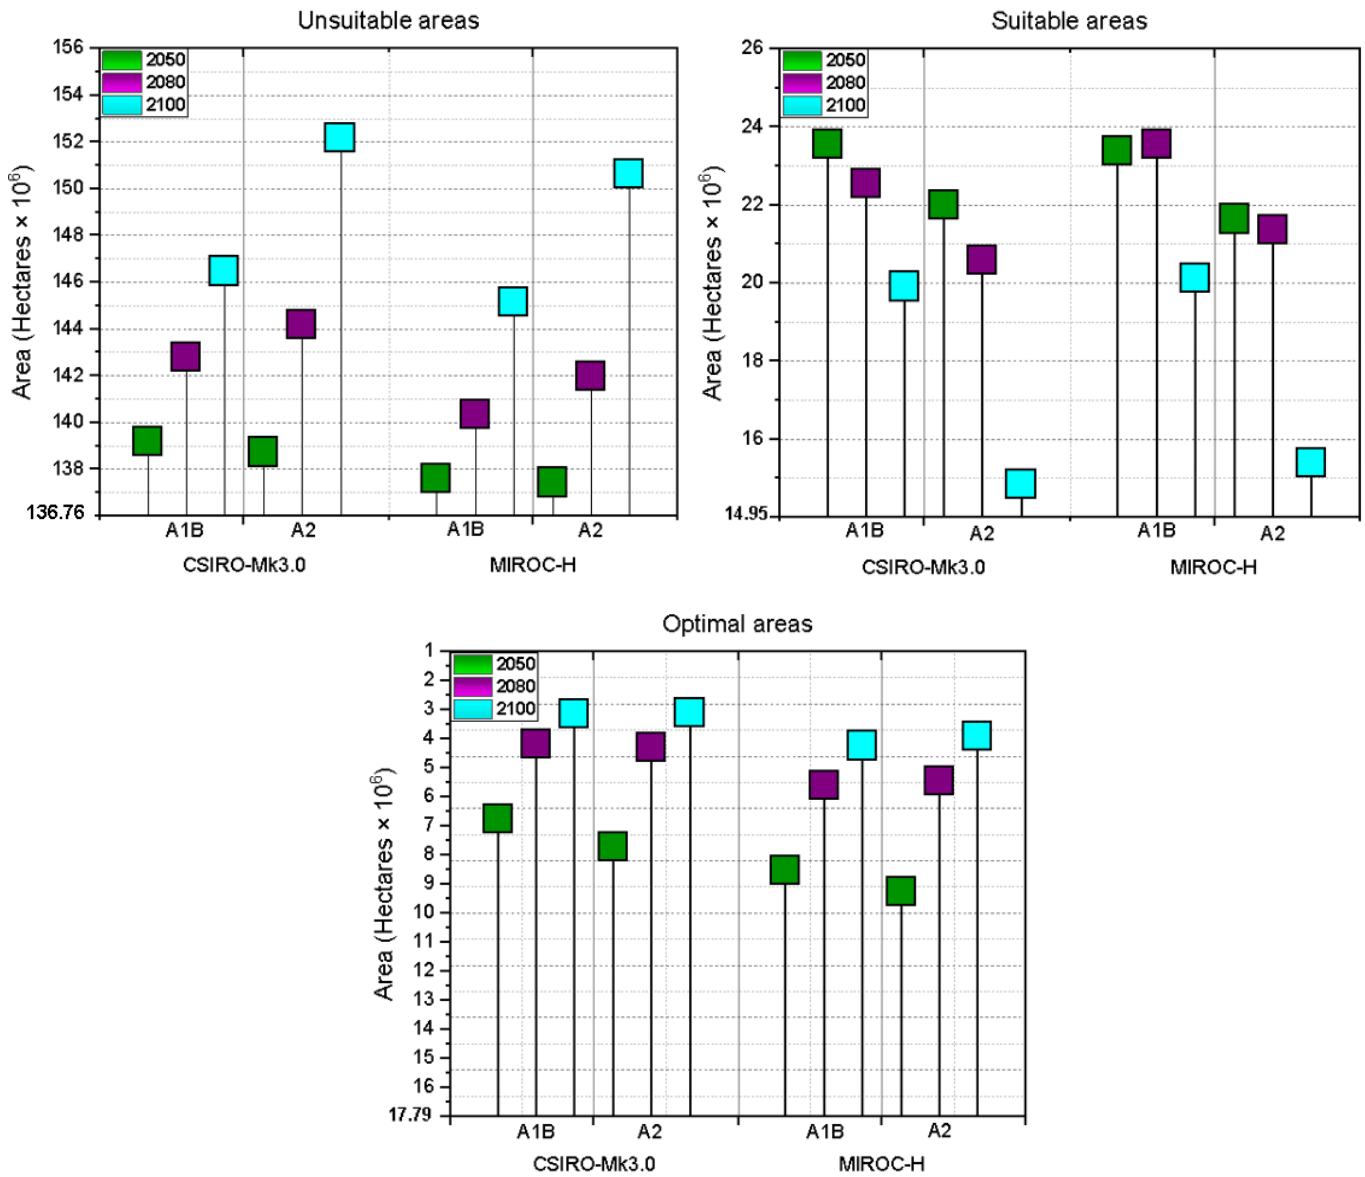 Unsuitable areas
156
154
152
150
148
146
144
142
140
138
136.76
Area (Hectares × 10⁶)
2050
2080
2100
A1B
A2
A1B
A2
CSIRO-Mk3.0
MIROC-H
Suitable areas
26
24
22
20
18
16
14.95
Area (Hectares × 10⁶)
2050
2080
2100
A1B
A2
A1B
A2
CSIRO-Mk3.0
MIROC-H
Optimal areas
1
2
3
4
5
6
7
8
9
10
11
12
13
14
15
16
17.79
Area (Hectares × 10⁶)
2050
2080
2100
A1B
A2
A1B
A2
CSIRO-Mk3.0
MIROC-H